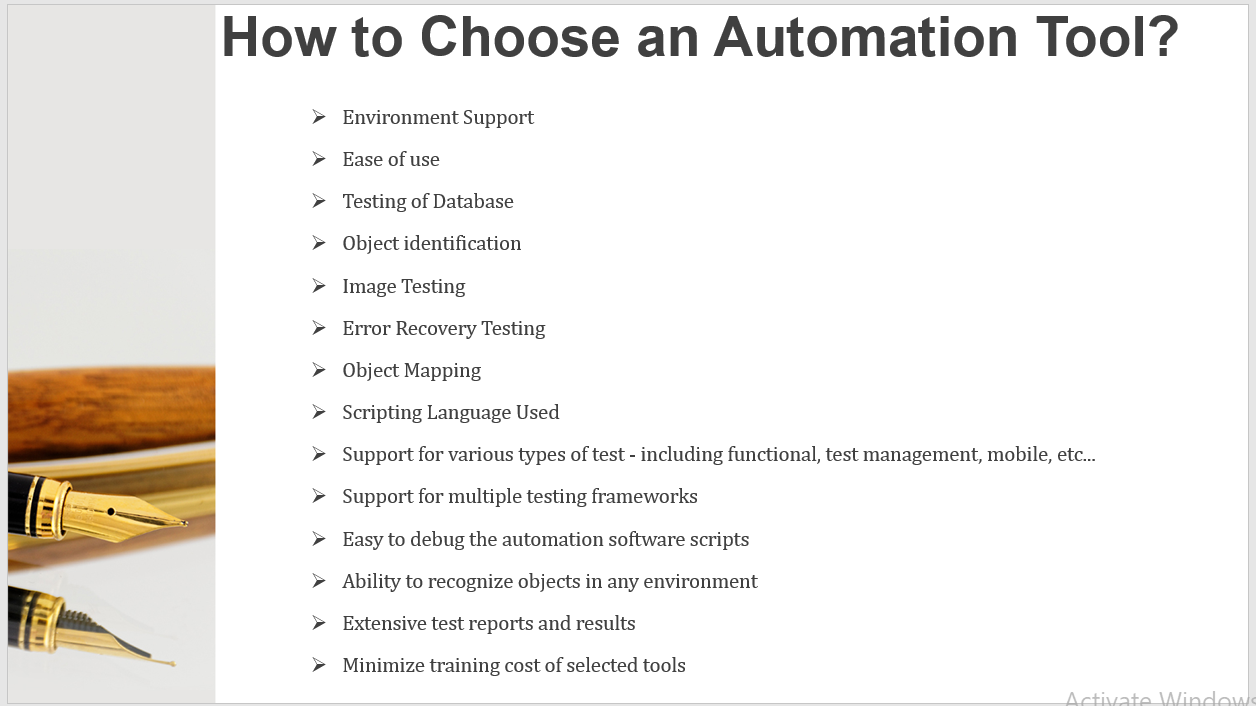 How to Choose an Automation Tool?
Environment Support
Ease of use
Testing of Database
Object identification
Image Testing
Error Recovery Testing
Object Mapping
Scripting Language Used
Support for various types of test - including functional, test management, mobile, etc...
Support for multiple testing frameworks
Easy to debug the automation software scripts
Ability to recognize objects in any environment
Extensive test reports and results
Minimize training cost of selected tools
Activate Windows